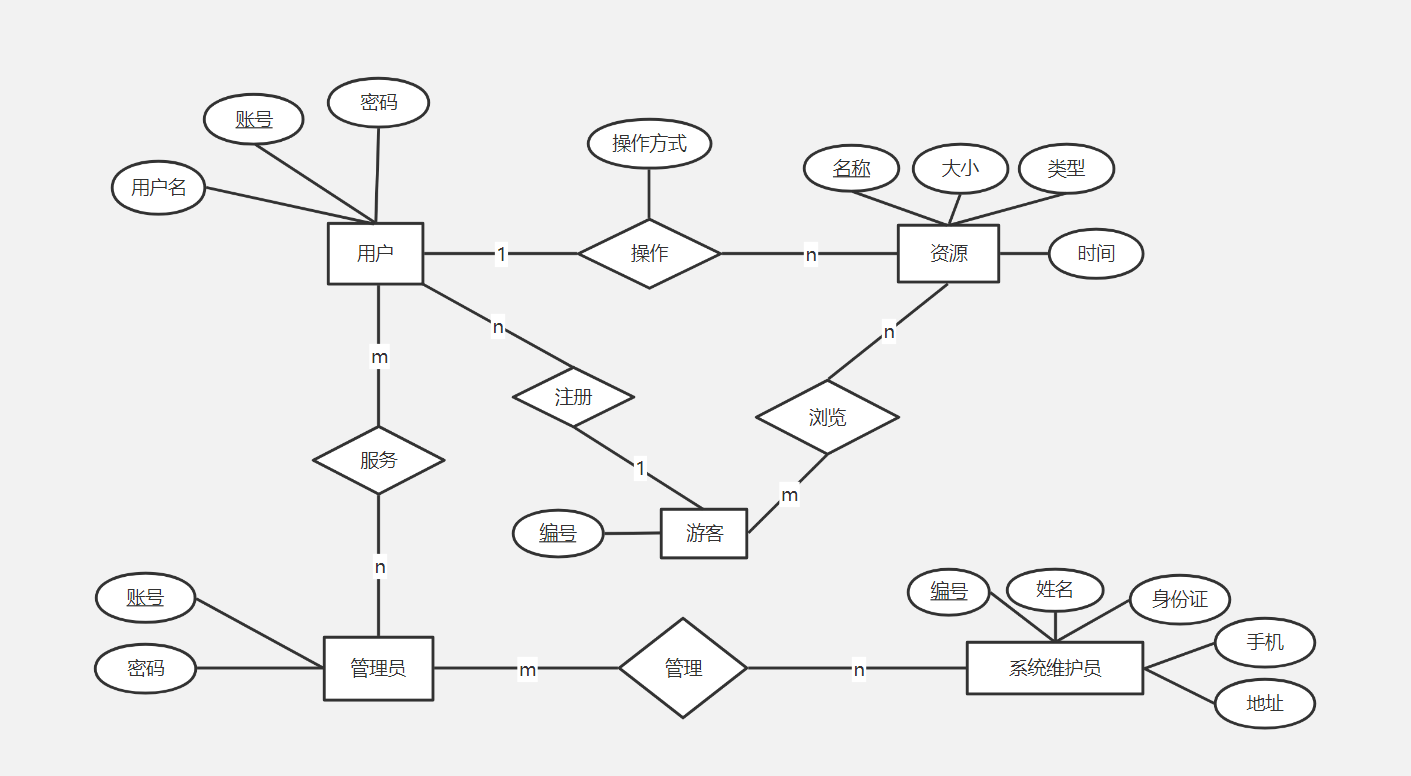 密码
账号
操作方式
名称
大小
类型
用户名
用户
1
操作
n
资源
时间
n
n
m
注册
浏览
服务
1
m
编号
游客
n
账号
编号
姓名
身份证
手机
密码
管理员
m
管理
n
系统维护员
地址